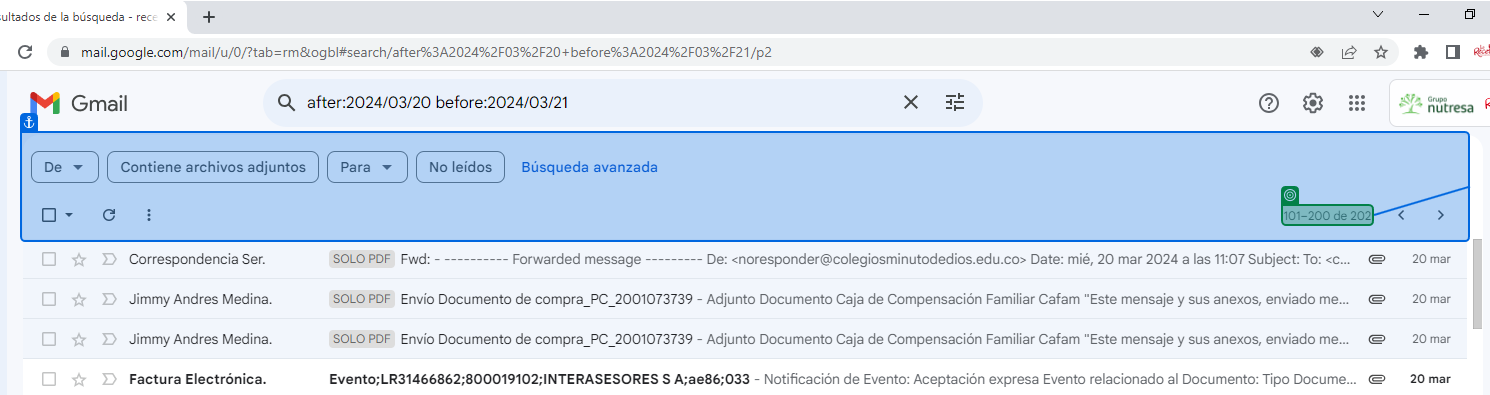 sultados de la búsqueda - rece
mail.google.com/mail/u/0/?tab=rm&ogbl#search/after%3A2024%2F03%2F20+before%3A2024%2F03%2F21/p2
Gmail
after:2024/03/20 before:2024/03/21
Grupo
nutresa
De
Contiene archivos adjuntos
Para
No leídos
Búsqueda avanzada
101–200 de 202
Correspondencia Ser. SOLO PDF Fwd: - ---------- Forwarded message --------- De: <noresponder@colegiosminutodedios.edu.co> Date: mié, 20 mar 2024 a las 11:07 Subject: To: <c... 20 mar
Jimmy Andres Medina. SOLO PDF Envío Documento de compra_PC_2001073739 - Adjunto Documento Caja de Compensación Familiar Cafam "Este mensaje y sus anexos, enviado me... 20 mar
Jimmy Andres Medina. SOLO PDF Envío Documento de compra_PC_2001073739 - Adjunto Documento Caja de Compensación Familiar Cafam "Este mensaje y sus anexos, enviado me... 20 mar
Factura Electrónica. Evento;LR31466862;800019102;INTERASESORES S A;ae86;033 - Notificación de Evento: Aceptación expresa Evento relacionado al Documento: Tipo Docume... 20 mar